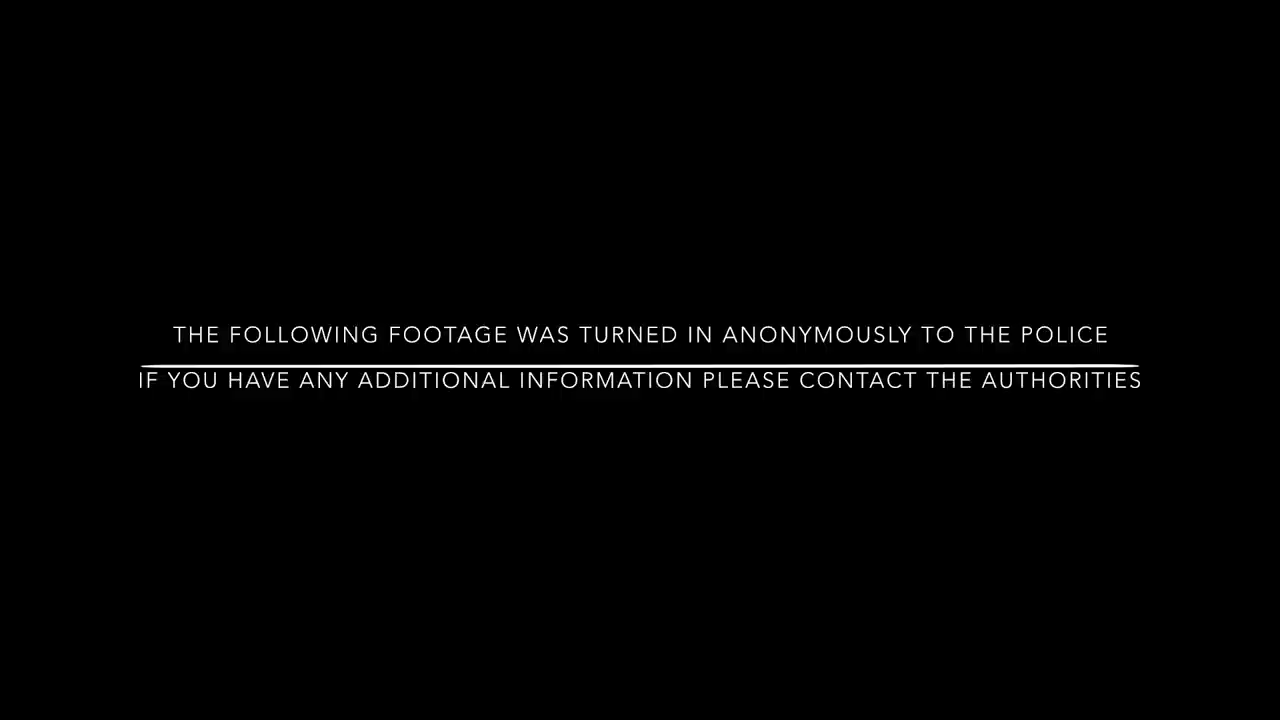 THE FOLLOWING FOOTAGE WAS TURNED IN ANONYMOUSLY TO THE POLICE
IF YOU HAVE ANY ADDITIONAL INFORMATION PLEASE CONTACT THE AUTHORITIES